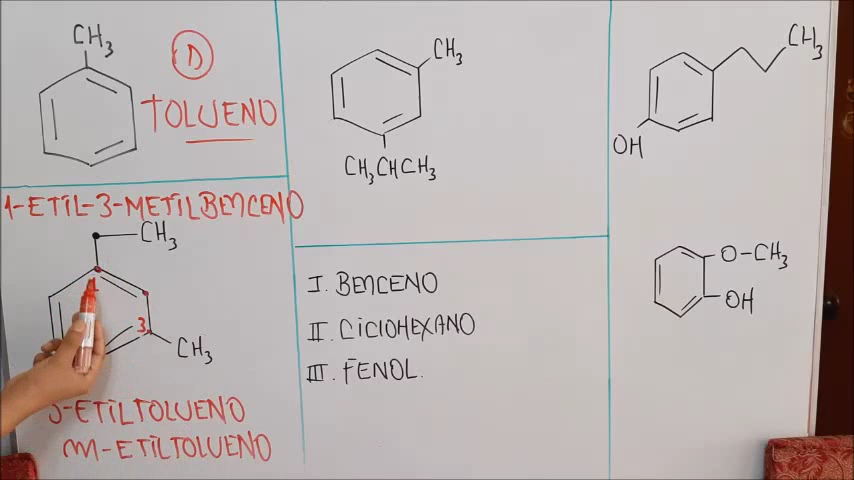 CH3
D
TOLUENO
1-ETIL-3-METILBENCENO
CH3
1
3
CH3
3-ETILTOLUENO
m-ETILTOLUENO
CH3
CH3CHCH3
I. BENCENO
II. CICLOHEXANO
III. FENOL.
CH3
OH
O-CH3
OH